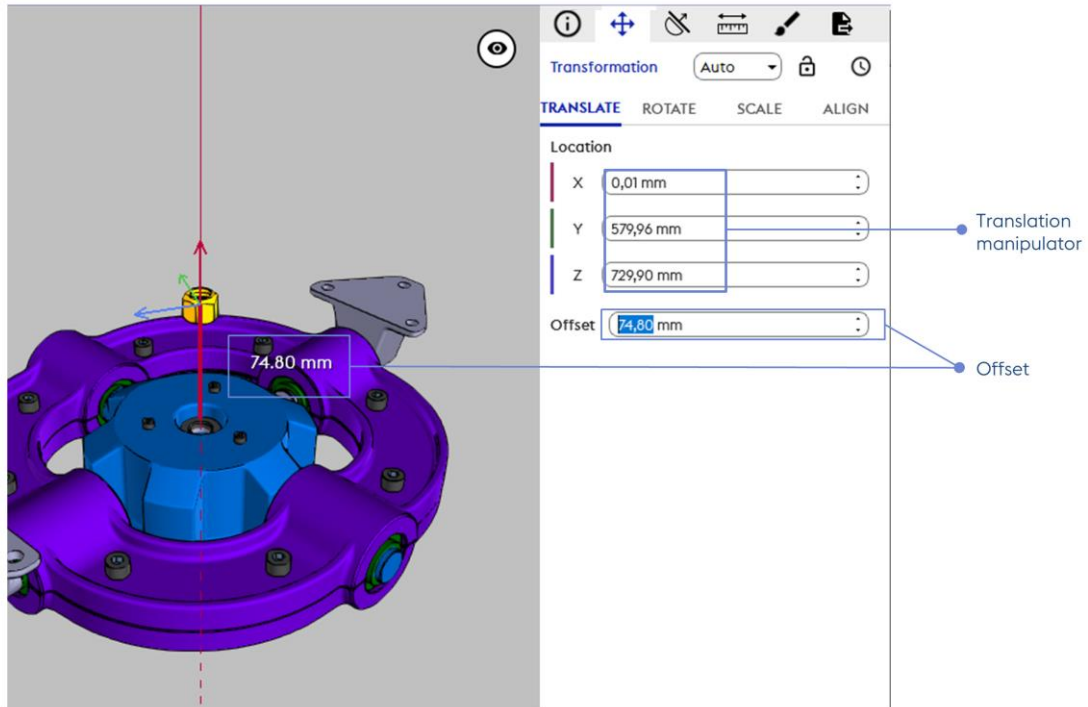 Transformation Auto
TRANSLATE ROTATE SCALE ALIGN
Location
X 0,01 mm
Y 579,96 mm
Z 729,90 mm
Offset 74,80 mm
74.80 mm
Translation
manipulator
Offset